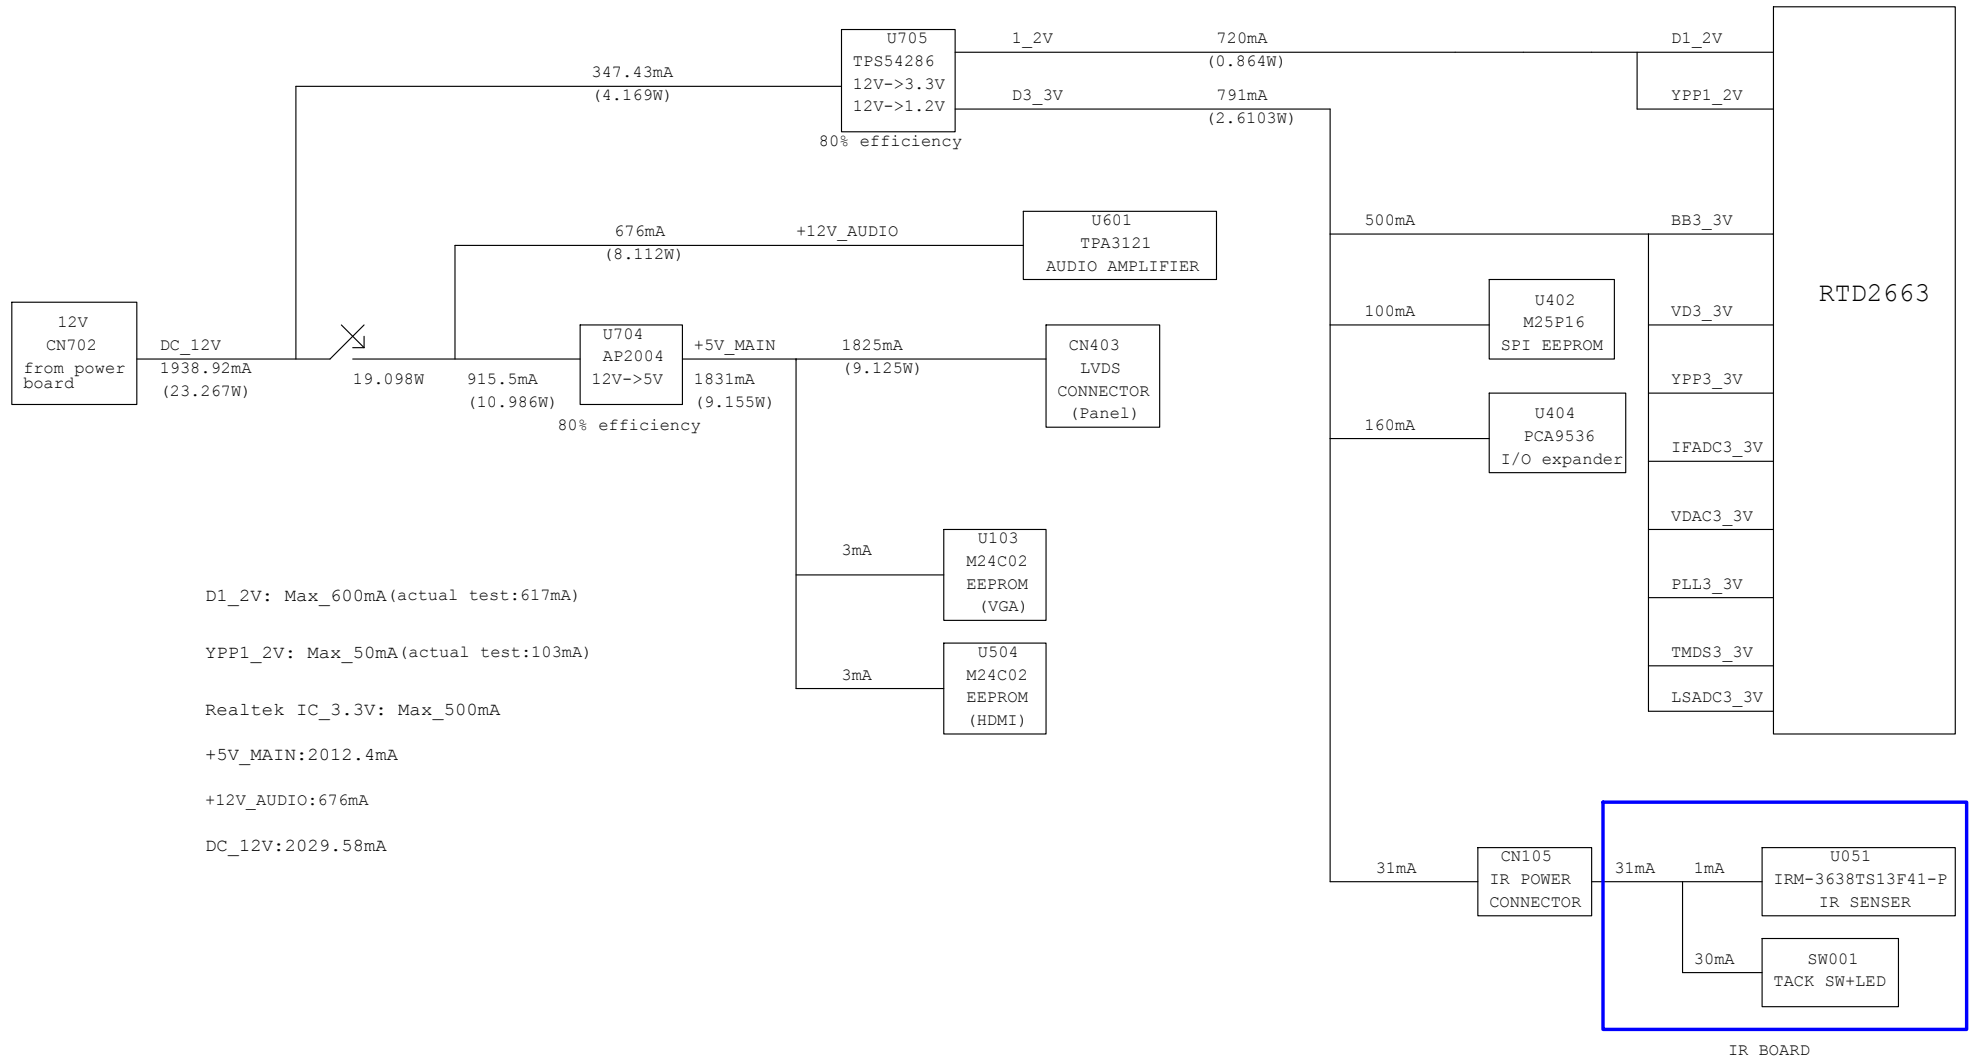 U705
TPS54286
12V->3.3V
12V->1.2V
80% efficiency
1_2V
720mA
(0.864W)
D1_2V
347.43mA
(4.169W)
D3_3V
791mA
(2.6103W)
YPP1_2V
RTD2663
676mA
(8.112W)
+12V_AUDIO
U601
TPA3121
AUDIO AMPLIFIER
500mA
BB3_3V
12V
CN702
from power
board
DC_12V
1938.92mA
(23.267W)
19.098W
915.5mA
(10.986W)
U704
AP2004
12V->5V
80% efficiency
+5V_MAIN
1831mA
(9.155W)
1825mA
(9.125W)
CN403
LVDS
CONNECTOR
(Panel)
100mA
U402
M25P16
SPI EEPROM
VD3_3V
YPP3_3V
160mA
U404
PCA9536
I/O expander
IFADC3_3V
VDAC3_3V
PLL3_3V
TMDS3_3V
LSADC3_3V
3mA
U103
M24C02
EEPROM
(VGA)
3mA
U504
M24C02
EEPROM
(HDMI)
D1_2V: Max_600mA(actual test:617mA)
YPP1_2V: Max_50mA(actual test:103mA)
Realtek IC_3.3V: Max_500mA
+5V_MAIN:2012.4mA
+12V_AUDIO:676mA
DC_12V:2029.58mA
31mA
CN105
IR POWER
CONNECTOR
31mA
1mA
U051
IRM-3638TS13F41-P
IR SENSER
30mA
SW001
TACK SW+LED
IR BOARD